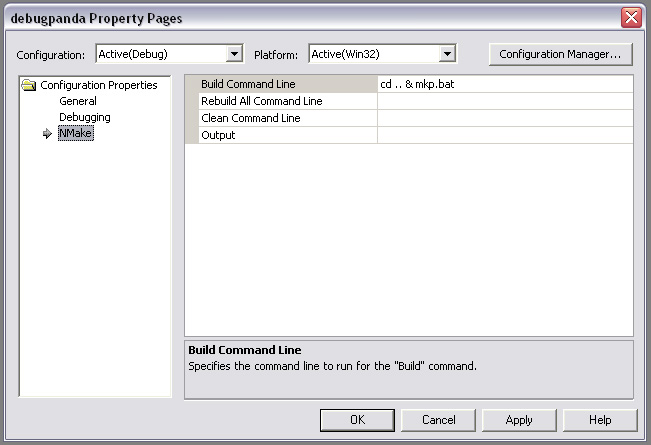 debugpanda Property Pages
Configuration: Active(Debug) Platform: Active(Win32) Configuration Manager...
Configuration Properties
General
Debugging
NMake
Build Command Line cd .. & mkp.bat
Rebuild All Command Line
Clean Command Line
Output
Build Command Line
Specifies the command line to run for the "Build" command.
OK Cancel Apply Help